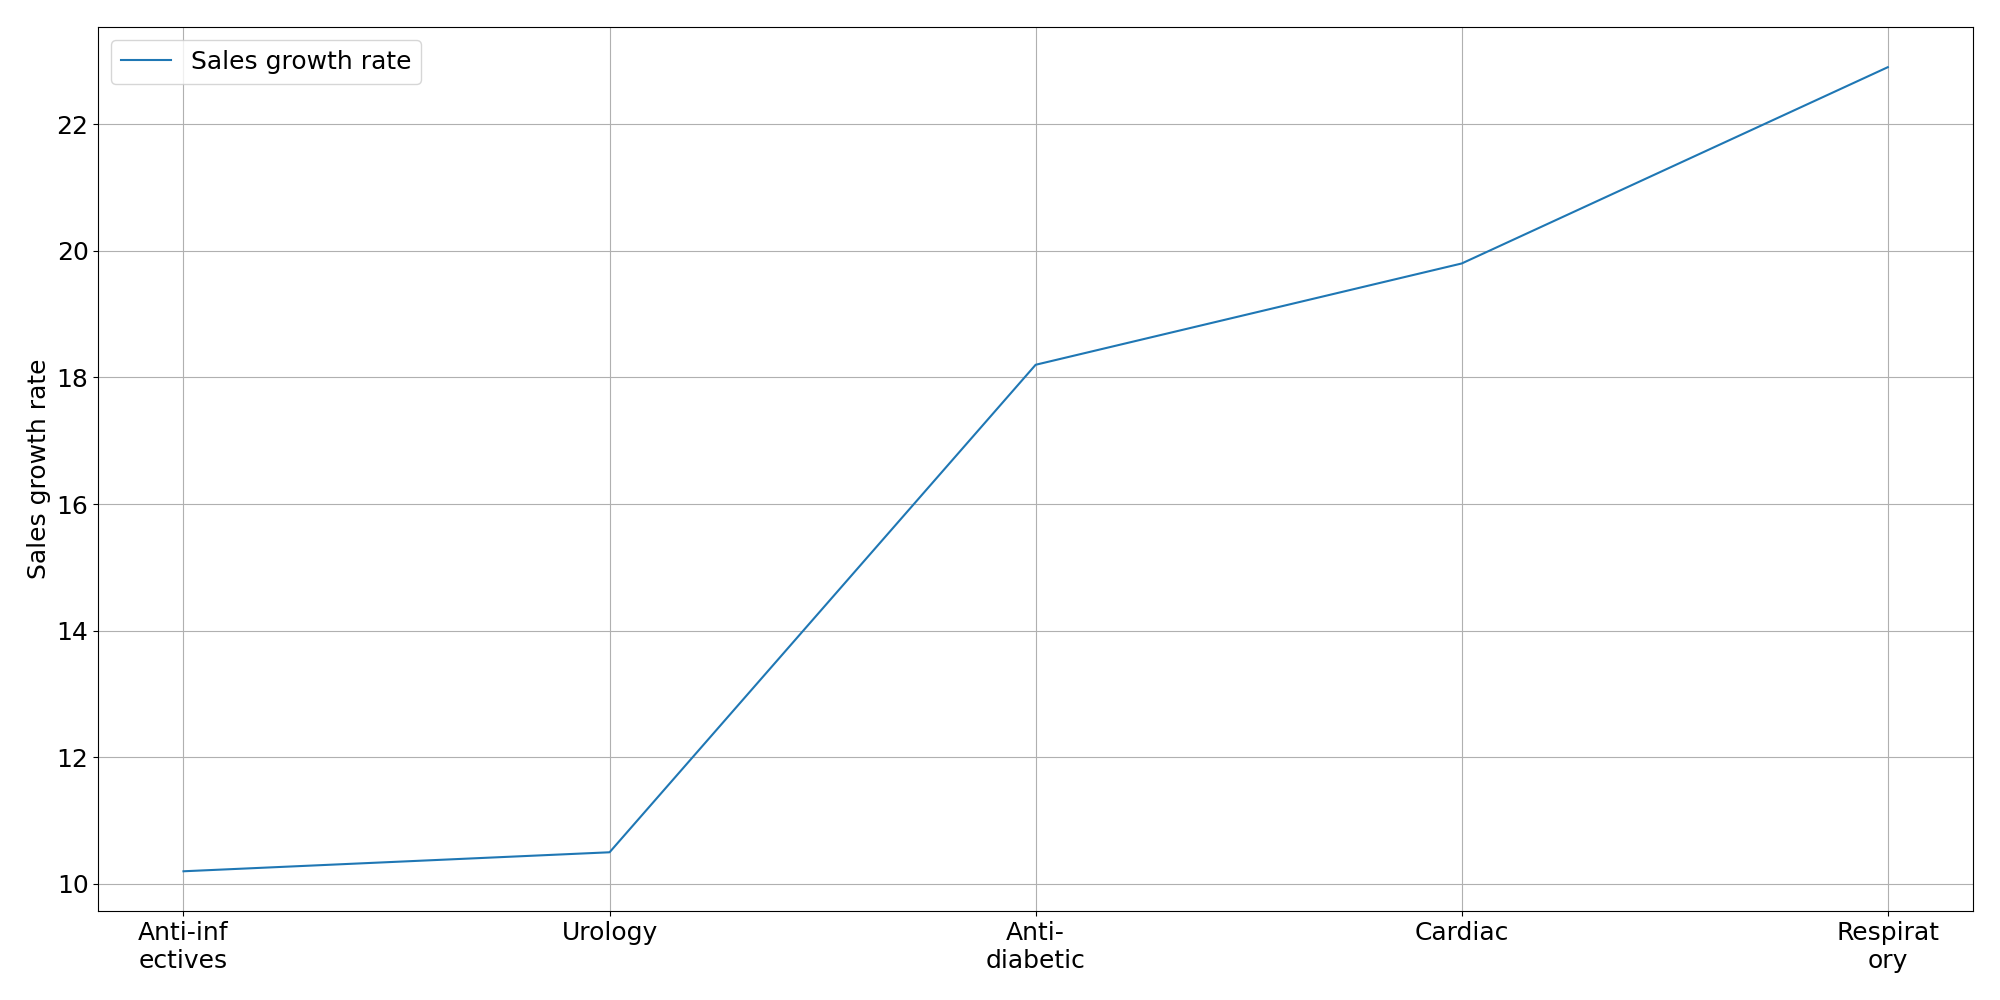 Sales growth rate
22
20
18
16
14
12
10
Sales growth rate
Anti-inf
ectives
Urology
Anti-
diabetic
Cardiac
Respirat
ory